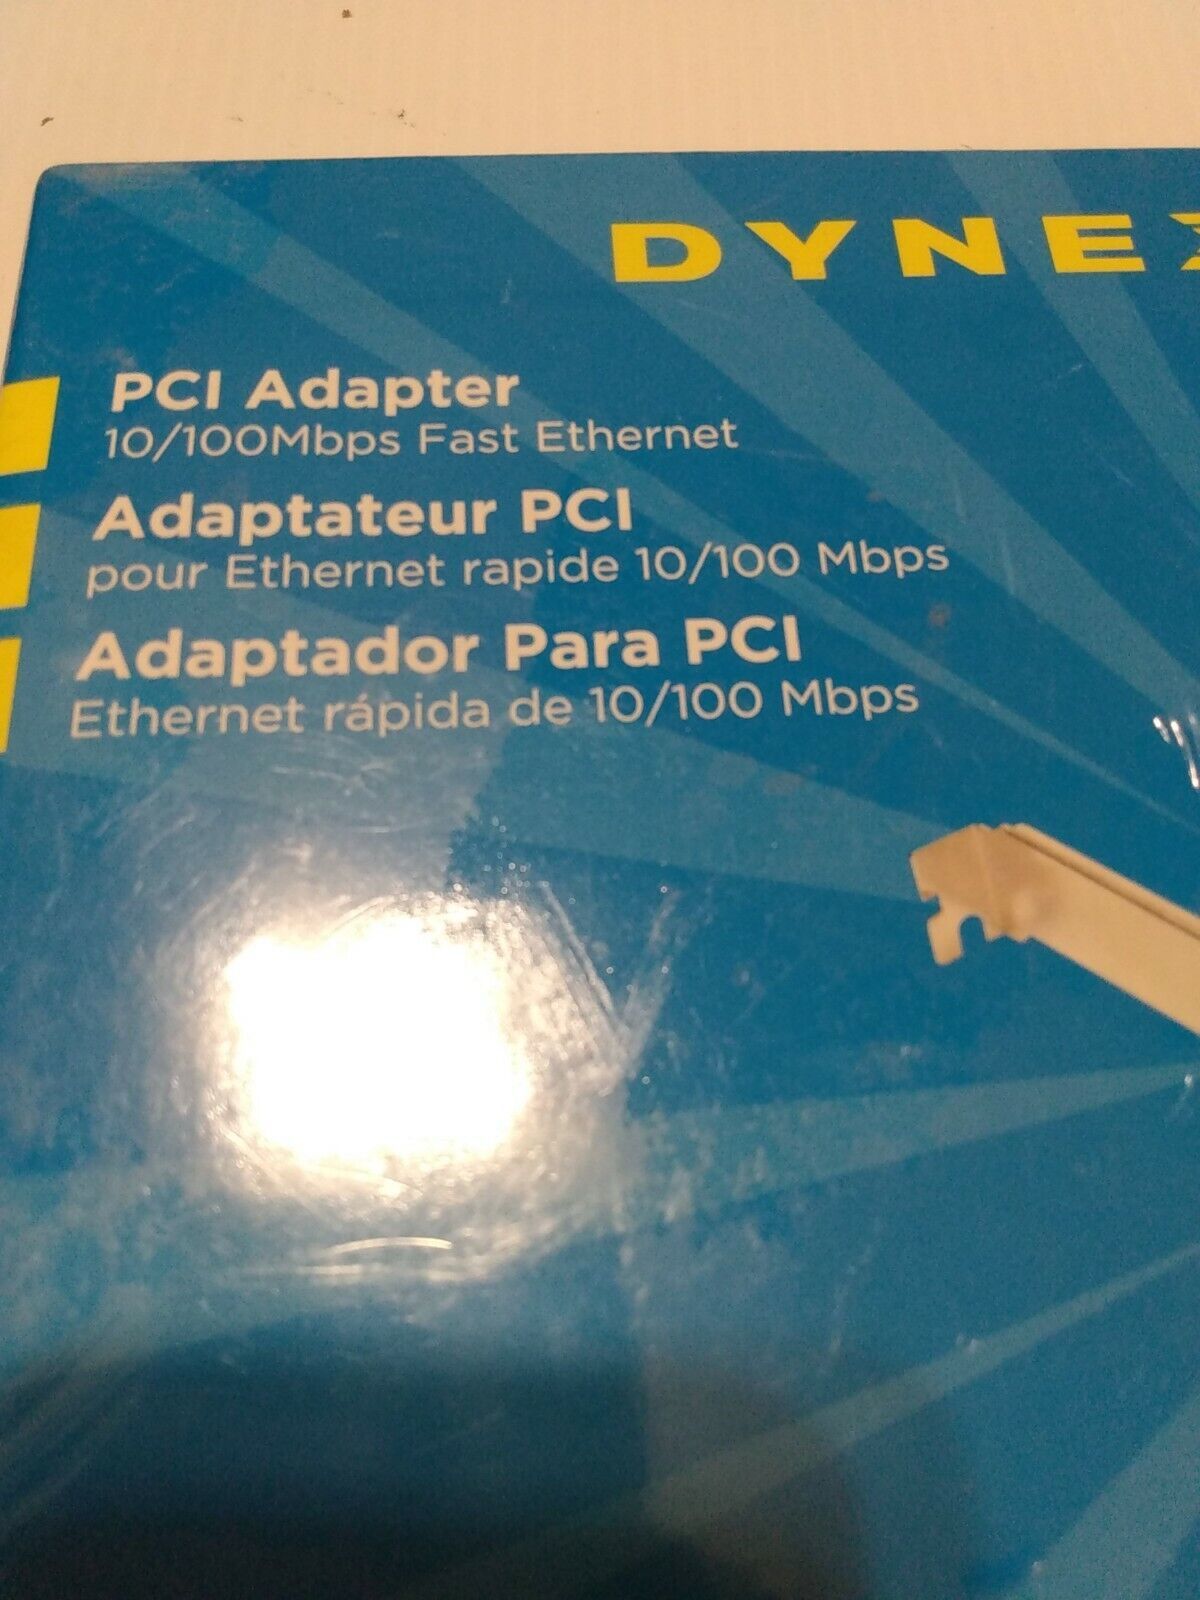 DYNEX
PCI Adapter
10/100Mbps Fast Ethernet
Adaptateur PCI
pour Ethernet rapide 10/100 Mbps
Adaptador Para PCI
Ethernet rápida de 10/100 Mbps